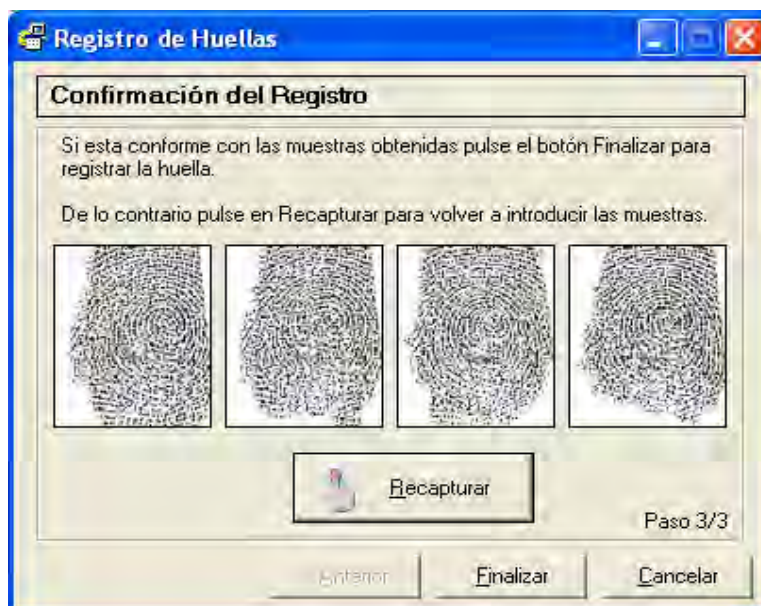 Registro de Huellas
Confirmación del Registro
Si esta conforme con las muestras obtenidas pulse el botón Finalizar para
registrar la huella.
De lo contrario pulse en Recapturar para volver a introducir las muestras.
Recapturar
Paso 3/3
Anterior
Finalizar
Cancelar